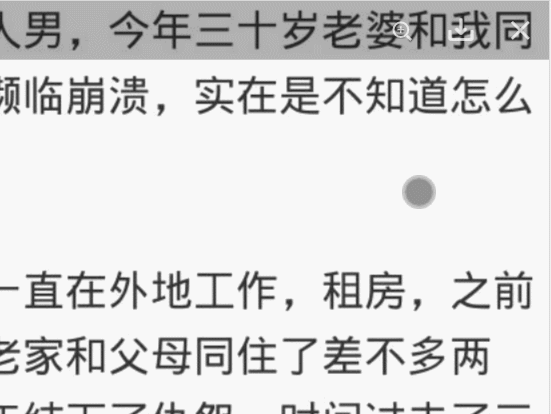 人男，今年三十岁老婆和我同
濒临崩溃，实在是不知道怎么
一直在外地工作，租房，之前
老家和父母同住了差不多两